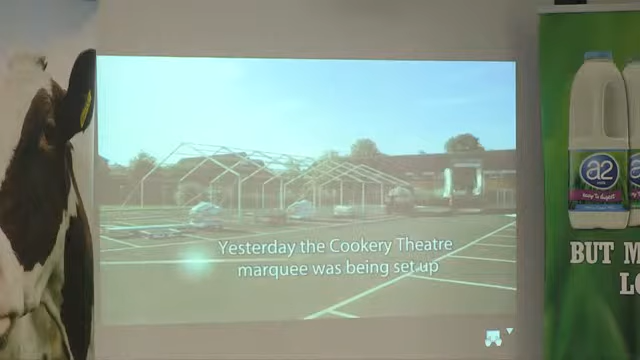 Yesterday the Cookery Theatre
marquee was being set up
a2
BUT M
LO